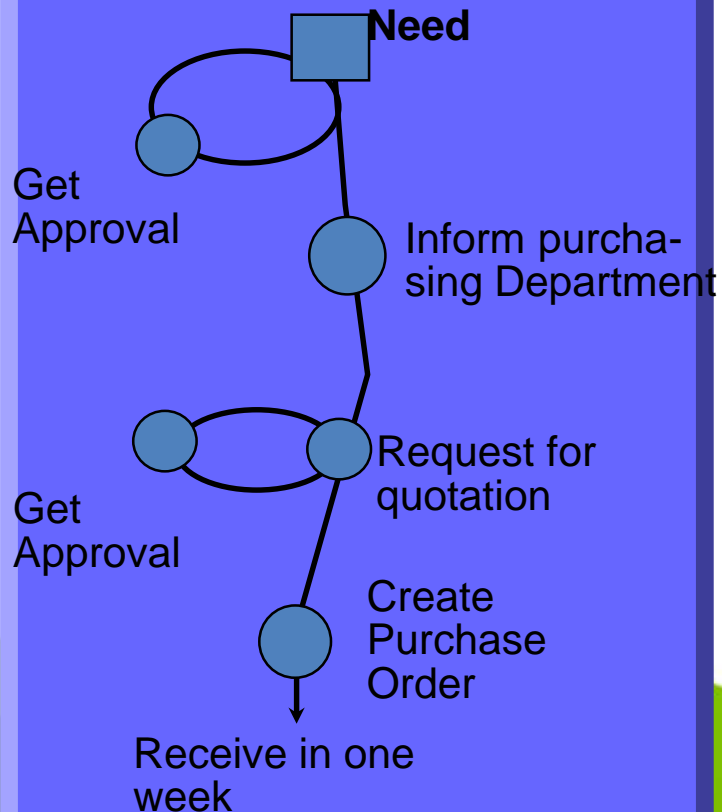 Need
Get
Approval
Inform purcha-
sing Department
Request for
quotation
Get
Approval
Create
Purchase
Order
Receive in one
week